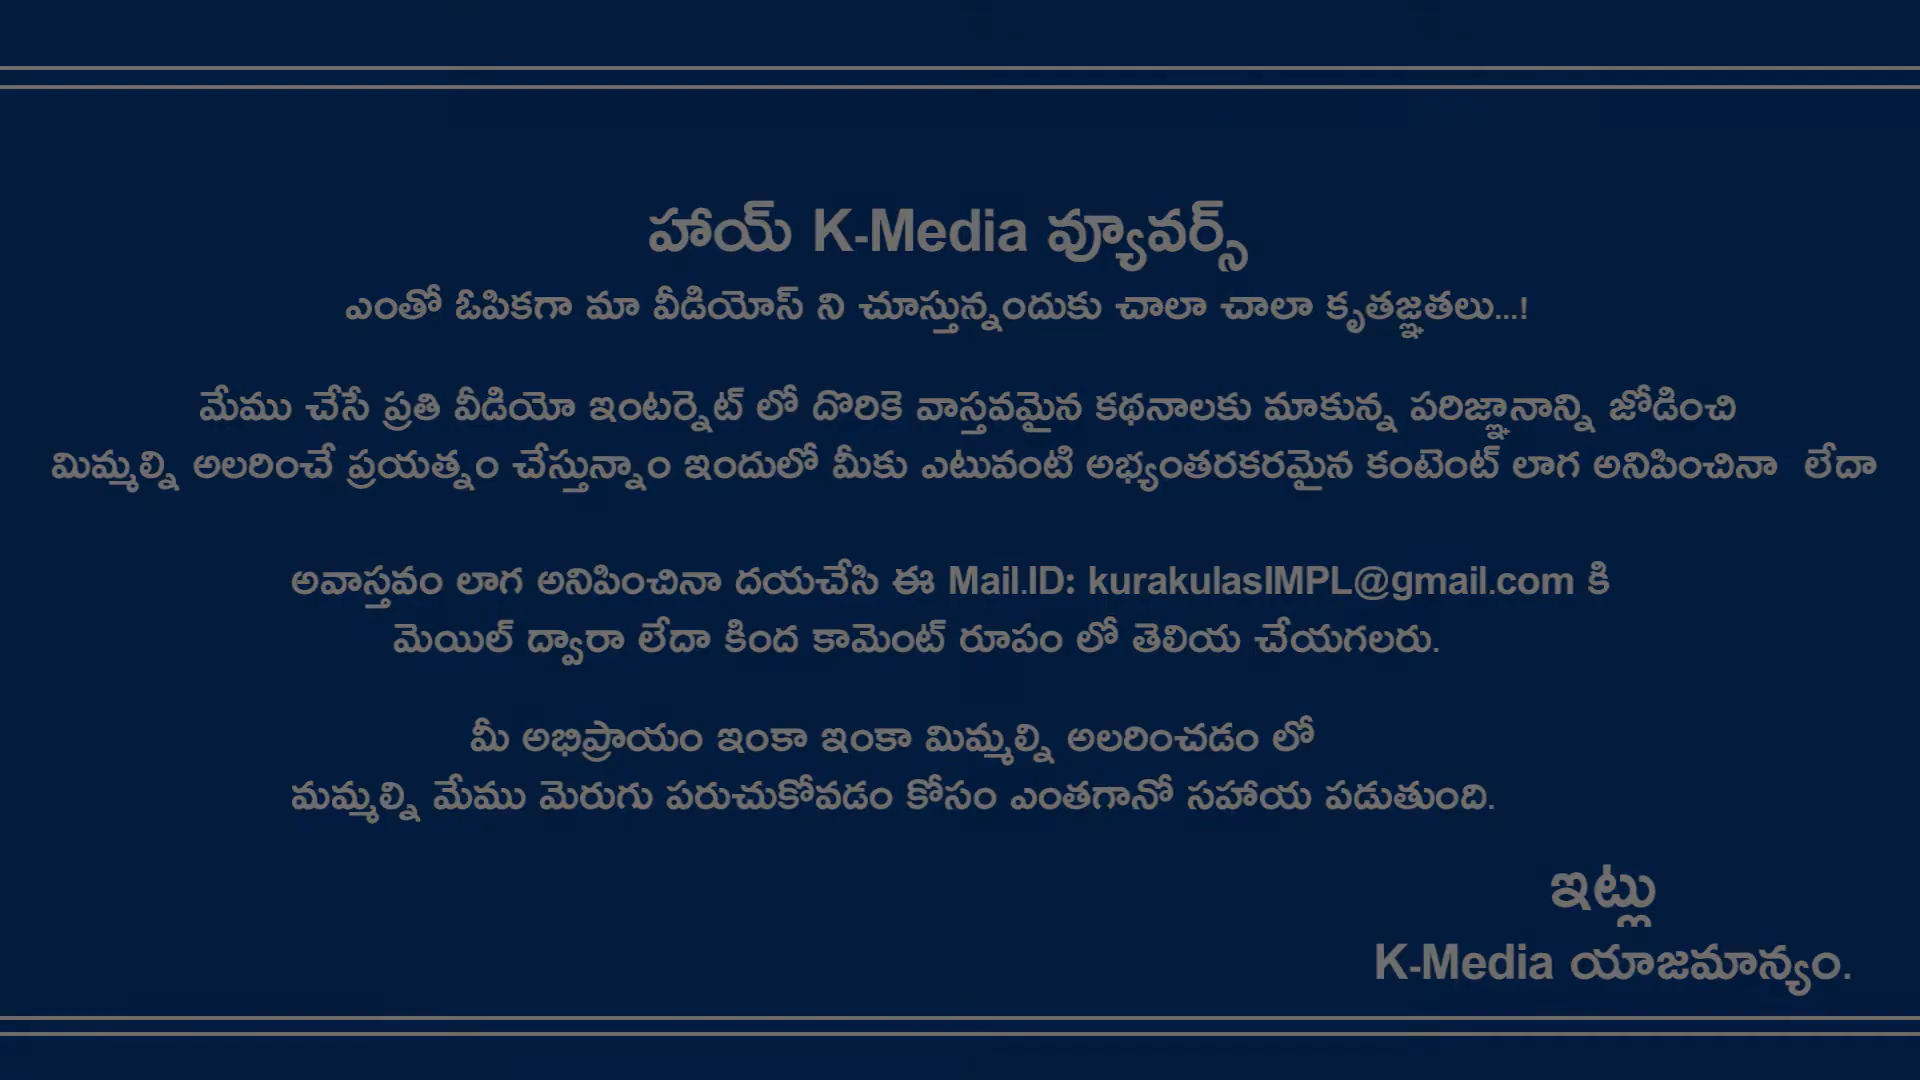 హాయ్ K-Media వ్యూవర్స్
ఎంతో ఓపికగా మా వీడియోస్ ని చూస్తున్నందుకు చాలా చాలా కృతజ్ఞతలు...!
మేము చేసే ప్రతి వీడియో ఇంటర్నెట్ లో దొరికె వాస్తవమైన కథనాలకు మాకున్న పరిజ్ఞానాన్ని జోడించి
మిమ్మల్ని అలరించే ప్రయత్నం చేస్తున్నాం ఇందులో మీకు ఎటువంటి అభ్యంతరకరమైన కంటెంట్ లాగ అనిపించినా లేదా
అవాస్తవం లాగ అనిపించినా దయచేసి ఈ Mail.ID: kurakulasIMPL@gmail.com కి
మెయిల్ ద్వారా లేదా కింద కామెంట్ రూపం లో తెలియ చేయగలరు.
మీ అభిప్రాయం ఇంకా ఇంకా మిమ్మల్ని అలరించడం లో
మమ్మల్ని మేము మెరుగు పరుచుకోవడం కోసం ఎంతగానో సహాయ పడుతుంది.
ఇట్లు
K-Media యాజమాన్యం.